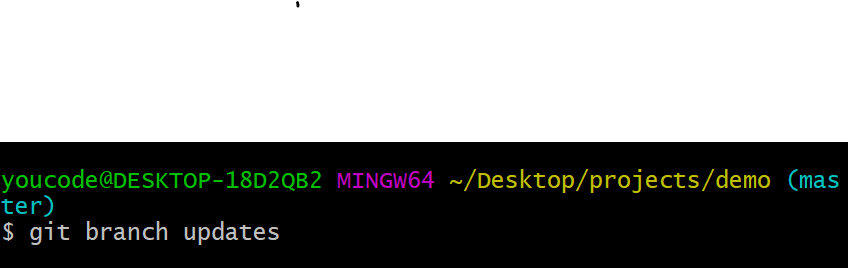 youcode@DESKTOP-18D2QB2 MINGW64 ~/Desktop/projects/demo (mas
ter)
$ git branch updates